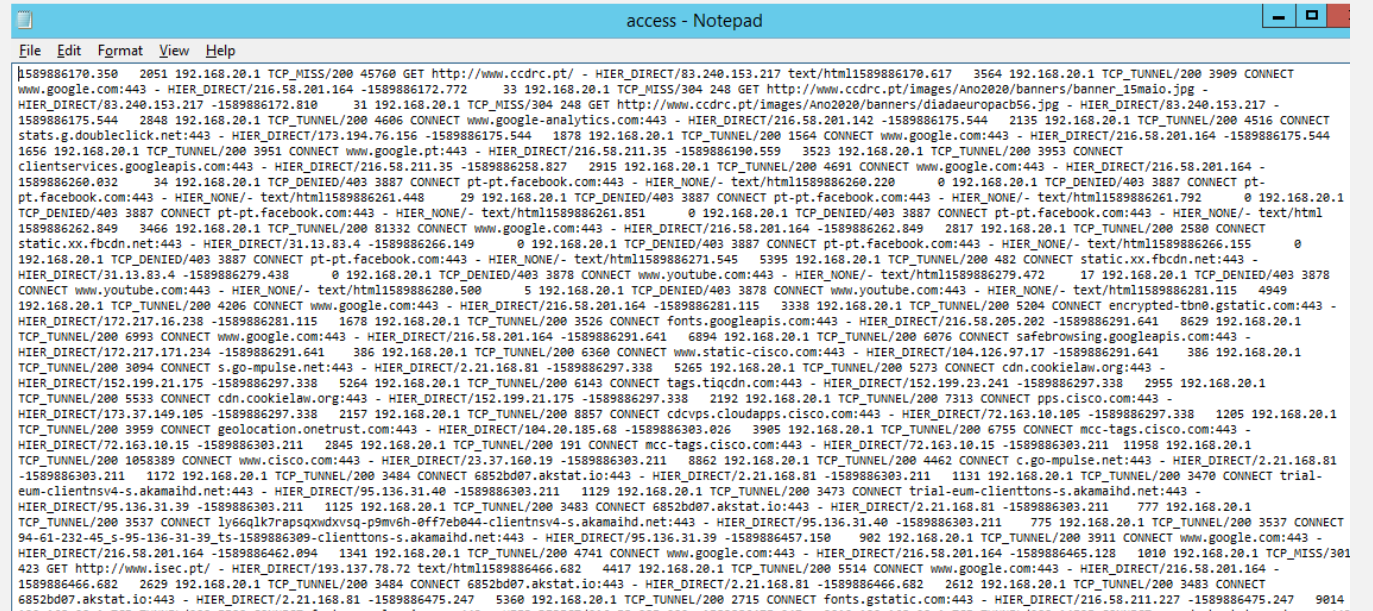 access - Notepad
File Edit Format View Help
1589886170.350 2051 192.168.20.1 TCP_MISS/200 45760 GET http://www.ccdrc.pt/ - HIER_DIRECT/83.240.153.217 text/html1589886170.617 3564 192.168.20.1 TCP_TUNNEL/200 3909 CONNECT
www.google.com:443 - HIER_DIRECT/216.58.201.164 -1589886172.772 33 192.168.20.1 TCP_MISS/304 248 GET http://www.ccdrc.pt/images/Ano2020/banners/banner_15maio.jpg -
HIER_DIRECT/83.240.153.217 -1589886172.810 31 192.168.20.1 TCP_MISS/304 248 GET http://www.ccdrc.pt/images/Ano2020/banners/diadaeuropacb56.jpg - HIER_DIRECT/83.240.153.217 -
1589886175.544 2848 192.168.20.1 TCP_TUNNEL/200 4606 CONNECT www.google-analytics.com:443 - HIER_DIRECT/216.58.201.142 -1589886175.544 2135 192.168.20.1 TCP_TUNNEL/200 4516 CONNECT
stats.g.doubleclick.net:443 - HIER_DIRECT/173.194.76.156 -1589886175.544 1878 192.168.20.1 TCP_TUNNEL/200 1564 CONNECT www.google.com:443 - HIER_DIRECT/216.58.201.164 -1589886175.544
1656 192.168.20.1 TCP_TUNNEL/200 3951 CONNECT www.google.pt:443 - HIER_DIRECT/216.58.211.35 -1589886190.559 3523 192.168.20.1 TCP_TUNNEL/200 3953 CONNECT
clientservices.googleapis.com:443 - HIER_DIRECT/216.58.211.35 -1589886258.827 2915 192.168.20.1 TCP_TUNNEL/200 4691 CONNECT www.google.com:443 - HIER_DIRECT/216.58.201.164 -
1589886260.032 34 192.168.20.1 TCP_DENIED/403 3887 CONNECT pt-pt.facebook.com:443 - HIER_NONE/- text/html1589886260.220 0 192.168.20.1 TCP_DENIED/403 3887 CONNECT pt-
pt.facebook.com:443 - HIER_NONE/- text/html1589886261.448 29 192.168.20.1 TCP_DENIED/403 3887 CONNECT pt-pt.facebook.com:443 - HIER_NONE/- text/html1589886261.792 0 192.168.20.1
TCP_DENIED/403 3887 CONNECT pt-pt.facebook.com:443 - HIER_NONE/- text/html1589886261.851 0 192.168.20.1 TCP_DENIED/403 3887 CONNECT pt-pt.facebook.com:443 - HIER_NONE/- text/html
1589886262.849 3466 192.168.20.1 TCP_TUNNEL/200 81332 CONNECT www.google.com:443 - HIER_DIRECT/216.58.201.164 -1589886262.849 2817 192.168.20.1 TCP_TUNNEL/200 2580 CONNECT
static.xx.fbcdn.net:443 - HIER_DIRECT/31.13.83.4 -1589886266.149 0 192.168.20.1 TCP_DENIED/403 3887 CONNECT pt-pt.facebook.com:443 - HIER_NONE/- text/html1589886266.155 0
192.168.20.1 TCP_DENIED/403 3887 CONNECT pt-pt.facebook.com:443 - HIER_NONE/- text/html1589886271.545 5395 192.168.20.1 TCP_TUNNEL/200 482 CONNECT static.xx.fbcdn.net:443 -
HIER_DIRECT/31.13.83.4 -1589886279.438 0 192.168.20.1 TCP_DENIED/403 3878 CONNECT www.youtube.com:443 - HIER_NONE/- text/html1589886279.472 17 192.168.20.1 TCP_DENIED/403 3878
CONNECT www.youtube.com:443 - HIER_NONE/- text/html1589886280.500 5 192.168.20.1 TCP_DENIED/403 3878 CONNECT www.youtube.com:443 - HIER_NONE/- text/html1589886281.115 4949
192.168.20.1 TCP_TUNNEL/200 4206 CONNECT www.google.com:443 - HIER_DIRECT/216.58.201.164 -1589886281.115 3338 192.168.20.1 TCP_TUNNEL/200 5204 CONNECT encrypted-tbn0.gstatic.com:443 -
HIER_DIRECT/172.217.16.238 -1589886281.115 1678 192.168.20.1 TCP_TUNNEL/200 3526 CONNECT fonts.googleapis.com:443 - HIER_DIRECT/216.58.205.202 -1589886291.641 8629 192.168.20.1
TCP_TUNNEL/200 6993 CONNECT www.google.com:443 - HIER_DIRECT/216.58.201.164 -1589886291.641 6894 192.168.20.1 TCP_TUNNEL/200 6076 CONNECT safebrowsing.googleapis.com:443 -
HIER_DIRECT/172.217.171.234 -1589886291.641 386 192.168.20.1 TCP_TUNNEL/200 6360 CONNECT www.static-cisco.com:443 - HIER_DIRECT/104.126.97.17 -1589886291.641 386 192.168.20.1
TCP_TUNNEL/200 3094 CONNECT s.go-mpulse.net:443 - HIER_DIRECT/2.21.168.81 -1589886297.338 5265 192.168.20.1 TCP_TUNNEL/200 5273 CONNECT cdn.cookielaw.org:443 -
HIER_DIRECT/152.199.21.175 -1589886297.338 5264 192.168.20.1 TCP_TUNNEL/200 6143 CONNECT tags.tiqcdn.com:443 - HIER_DIRECT/152.199.23.241 -1589886297.338 2955 192.168.20.1
TCP_TUNNEL/200 5533 CONNECT cdn.cookielaw.org:443 - HIER_DIRECT/152.199.21.175 -1589886297.338 2192 192.168.20.1 TCP_TUNNEL/200 7313 CONNECT pps.cisco.com:443 -
HIER_DIRECT/173.37.149.105 -1589886297.338 2157 192.168.20.1 TCP_TUNNEL/200 8857 CONNECT cdcvps.cloudapps.cisco.com:443 - HIER_DIRECT/72.163.10.105 -1589886297.338 1205 192.168.20.1
TCP_TUNNEL/200 3959 CONNECT geolocation.onetrust.com:443 - HIER_DIRECT/104.20.185.68 -1589886303.026 3905 192.168.20.1 TCP_TUNNEL/200 6755 CONNECT mcc-tags.cisco.com:443 -
HIER_DIRECT/72.163.10.15 -1589886303.211 2845 192.168.20.1 TCP_TUNNEL/200 191 CONNECT mcc-tags.cisco.com:443 - HIER_DIRECT/72.163.10.15 -1589886303.211 11958 192.168.20.1
TCP_TUNNEL/200 1058389 CONNECT www.cisco.com:443 - HIER_DIRECT/23.37.160.19 -1589886303.211 8862 192.168.20.1 TCP_TUNNEL/200 4462 CONNECT c.go-mpulse.net:443 - HIER_DIRECT/2.21.168.81
-1589886303.211 1172 192.168.20.1 TCP_TUNNEL/200 3484 CONNECT 6852bd07.akstat.io:443 - HIER_DIRECT/2.21.168.81 -1589886303.211 1131 192.168.20.1 TCP_TUNNEL/200 3470 CONNECT trial-
eum-clientnsv4-s.akamaihd.net:443 - HIER_DIRECT/95.136.31.40 -1589886303.211 1129 192.168.20.1 TCP_TUNNEL/200 3473 CONNECT trial-eum-clienttons-s.akamaihd.net:443 -
HIER_DIRECT/95.136.31.39 -1589886303.211 1125 192.168.20.1 TCP_TUNNEL/200 3483 CONNECT 6852bd07.akstat.io:443 - HIER_DIRECT/2.21.168.81 -1589886303.211 777 192.168.20.1
TCP_TUNNEL/200 3537 CONNECT ly66qlk7rapsqxwdxvsq-p9mv6h-0ff7eb044-clientnsv4-s.akamaihd.net:443 - HIER_DIRECT/95.136.31.40 -1589886303.211 775 192.168.20.1 TCP_TUNNEL/200 3537 CONNECT
94-61-232-45_s-95-136-31-39_ts-1589886309-clienttons-s.akamaihd.net:443 - HIER_DIRECT/95.136.31.39 -1589886457.150 902 192.168.20.1 TCP_TUNNEL/200 3911 CONNECT www.google.com:443 -
HIER_DIRECT/216.58.201.164 -1589886462.094 1341 192.168.20.1 TCP_TUNNEL/200 4741 CONNECT www.google.com:443 - HIER_DIRECT/216.58.201.164 -1589886465.128 1010 192.168.20.1 TCP_MISS/301
423 GET http://www.isec.pt/ - HIER_DIRECT/193.137.78.72 text/html1589886466.682 4417 192.168.20.1 TCP_TUNNEL/200 5514 CONNECT www.google.com:443 - HIER_DIRECT/216.58.201.164 -
1589886466.682 2629 192.168.20.1 TCP_TUNNEL/200 3484 CONNECT 6852bd07.akstat.io:443 - HIER_DIRECT/2.21.168.81 -1589886466.682 2612 192.168.20.1 TCP_TUNNEL/200 3483 CONNECT
6852bd07.akstat.io:443 - HIER_DIRECT/2.21.168.81 -1589886475.247 5360 192.168.20.1 TCP_TUNNEL/200 2715 CONNECT fonts.gstatic.com:443 - HIER_DIRECT/216.58.211.227 -1589886475.247 9014